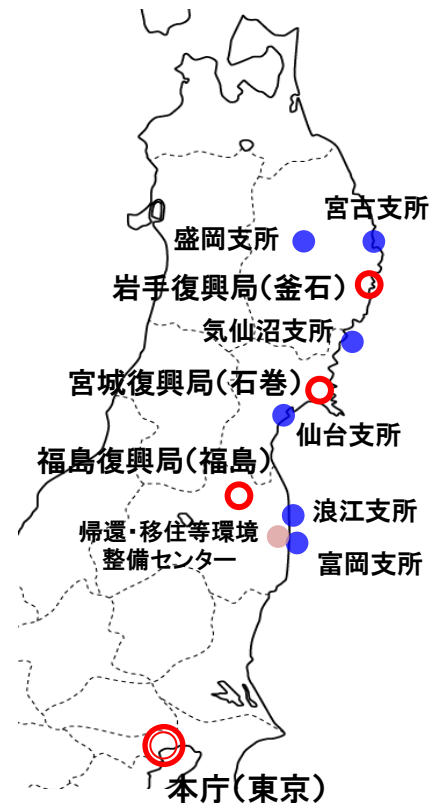 宮古支所
盛岡支所
岩手復興局(釜石)
気仙沼支所
宮城復興局(石巻)
仙台支所
福島復興局(福島)
浪江支所
帰還・移住等環境
整備センター
富岡支所
本庁(東京)